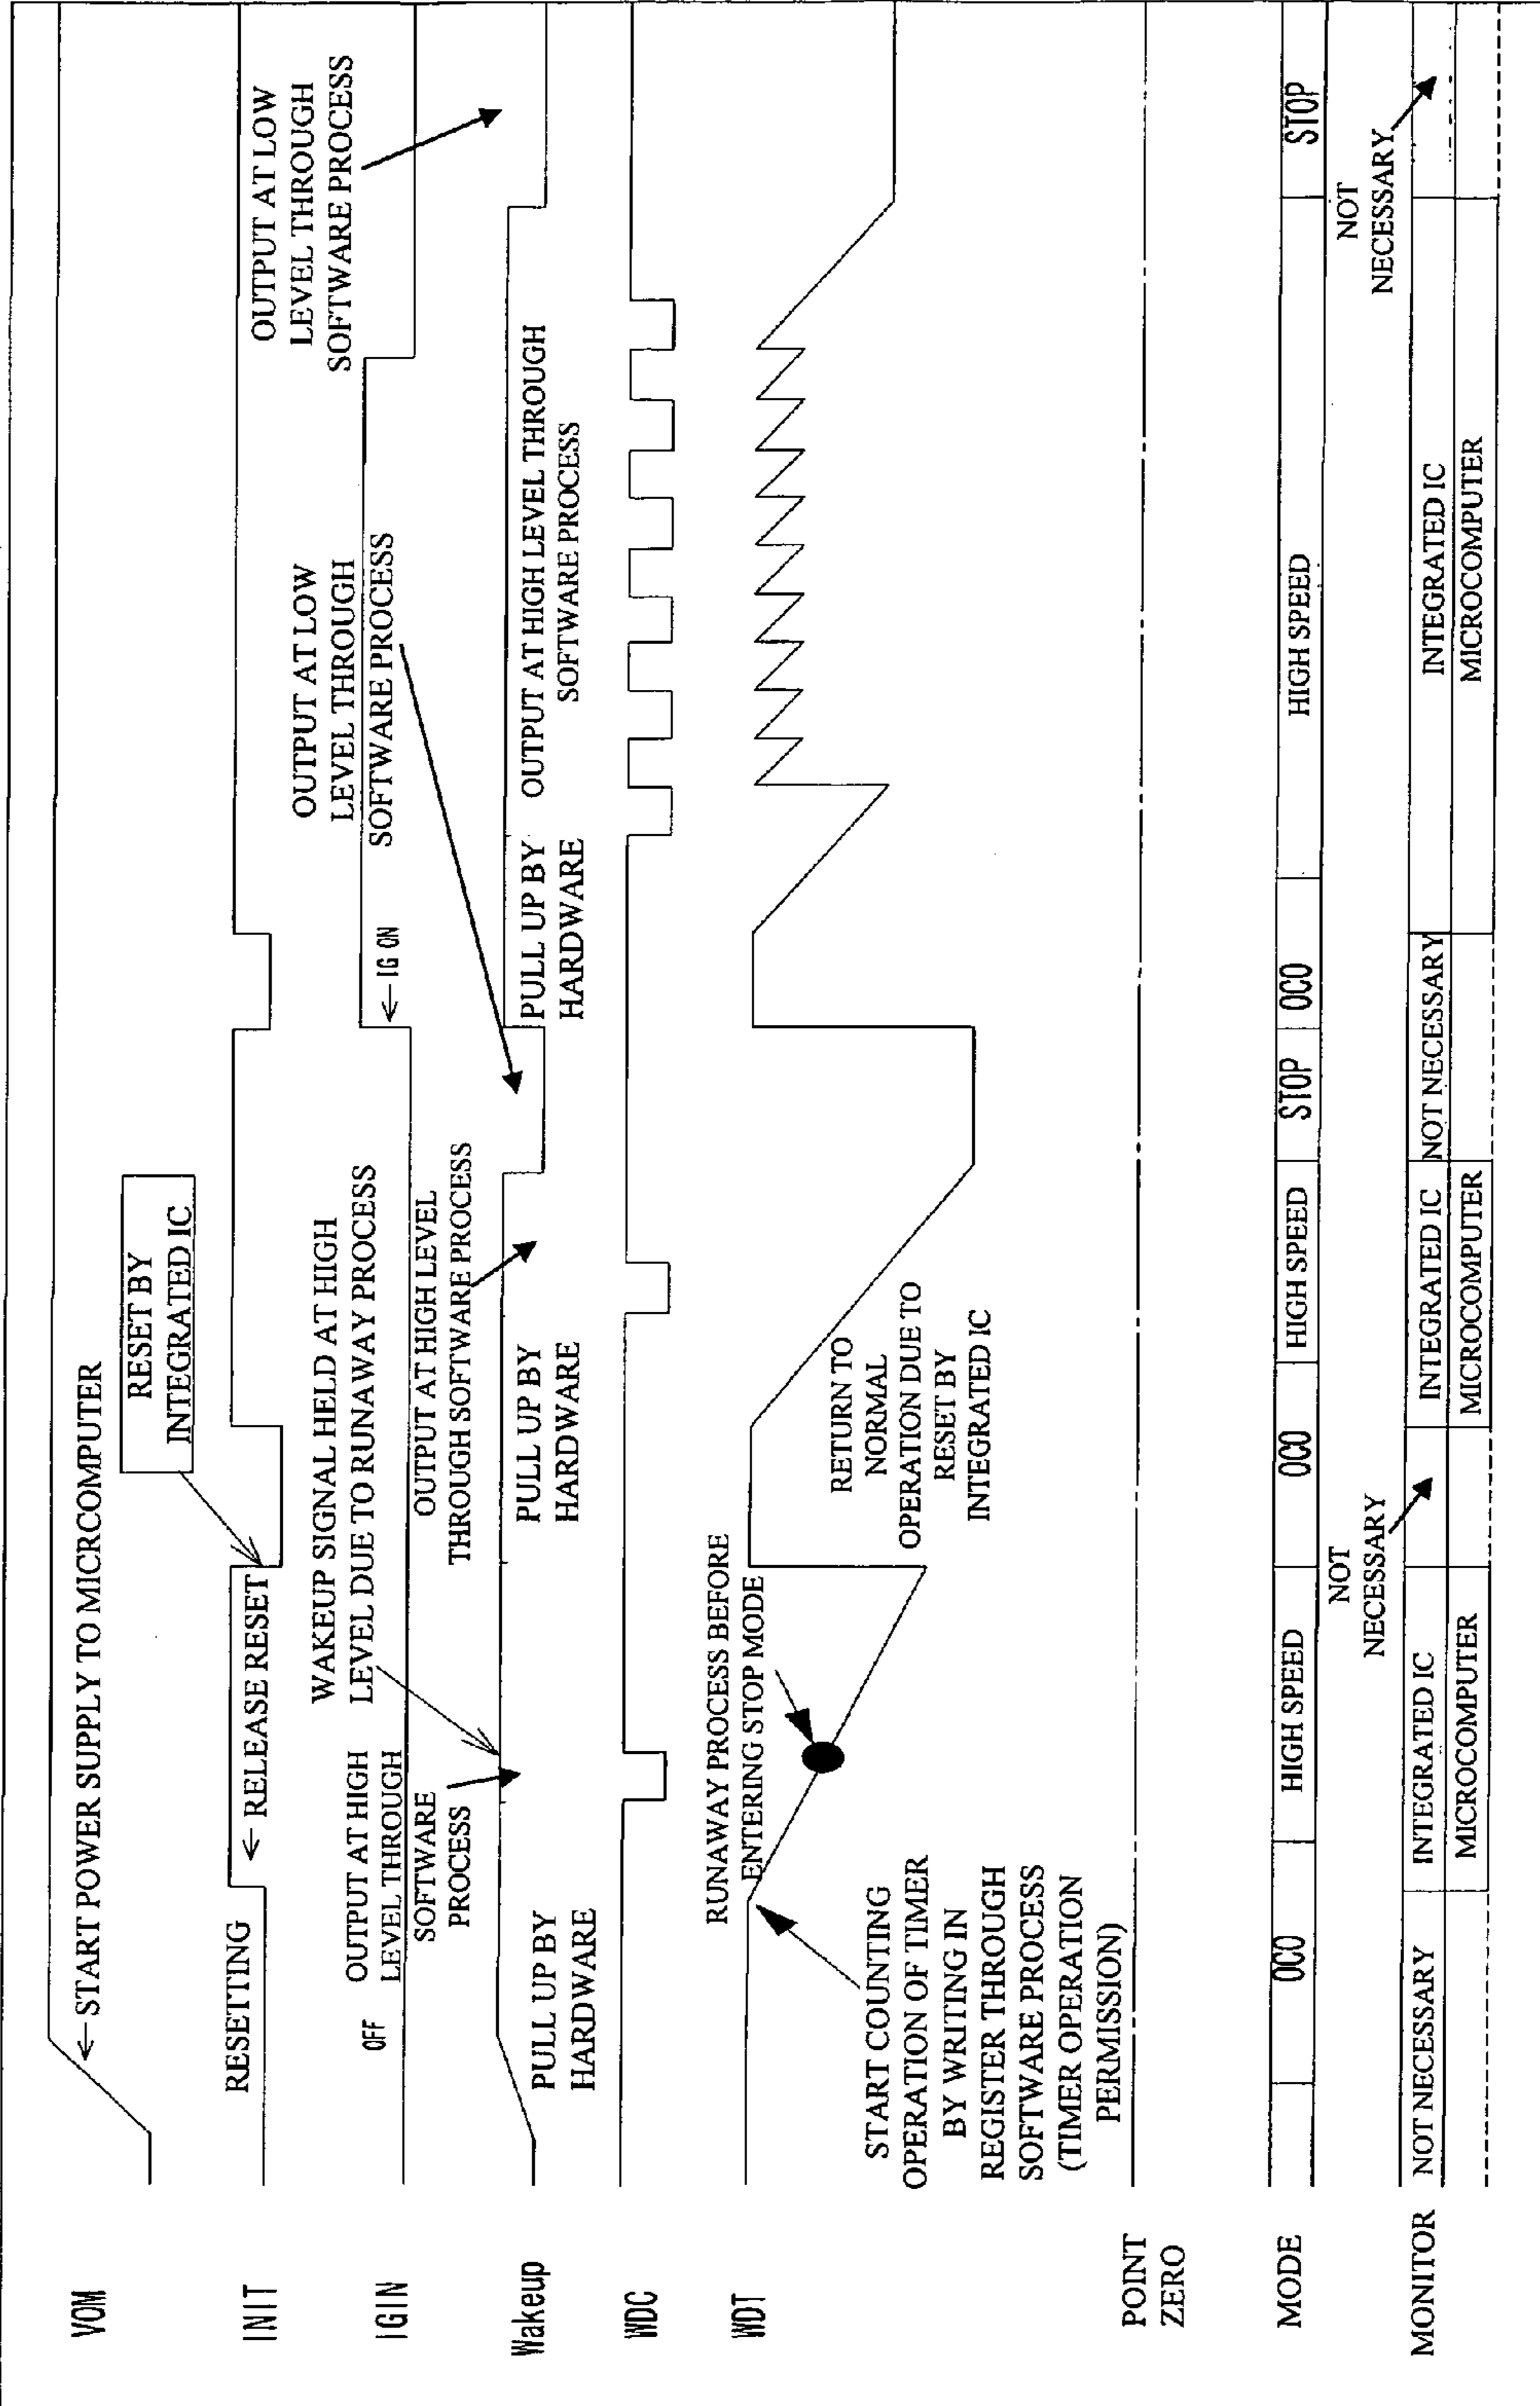 VOM
← START POWER SUPPLY TO MICRCOMPUTER
RESET BY
INTEGRATED IC
INIT
RESETTING
← RELEASE RESET
OUTPUT AT LOW
LEVEL THROUGH
SOFTWARE PROCESS
IGIN
OFF
OUTPUT AT HIGH
LEVEL THROUGH
SOFTWARE
PROCESS
WAKEUP SIGNAL HELD AT HIGH
LEVEL DUE TO RUNAWAY PROCESS
OUTPUT AT HIGH LEVEL
THROUGH SOFTWARE PROCESS
← IG ON
OUTPUT AT LOW
LEVEL THROUGH
SOFTWARE PROCESS
Wakeup
PULL UP BY
HARDWARE
PULL UP BY
HARDWARE
PULL UP BY
HARDWARE
OUTPUT AT HIGH LEVEL THROUGH
SOFTWARE PROCESS
WDC
WDT
RUNAWAY PROCESS BEFORE
ENTERING STOP MODE
START COUNTING
OPERATION OF TIMER
BY WRITING IN
REGISTER THROUGH
SOFTWARE PROCESS
(TIMER OPERATION
PERMISSION)
RETURN TO
NORMAL
OPERATION DUE TO
RESET BY
INTEGRATED IC
POINT
ZERO
MODE
OCO
HIGH SPEED
OCO
HIGH SPEED
STOP
OCO
HIGH SPEED
STOP
NOT
NECESSARY
NOT
NECESSARY
MONITOR
NOT NECESSARY
INTEGRATED IC
MICROCOMPUTER
INTEGRATED IC
MICROCOMPUTER
NOT NECESSARY
INTEGRATED IC
MICROCOMPUTER